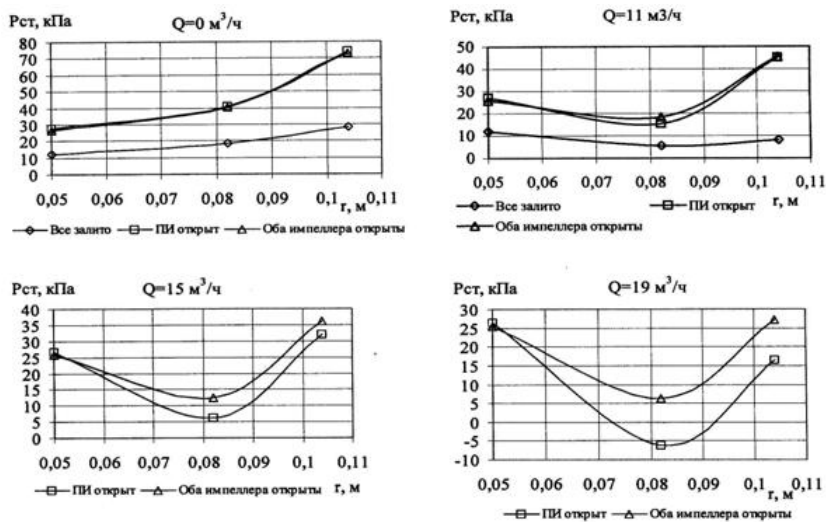 Pст, кПа
Q=0 м³/ч
80
70
60
50
40
30
20
10
0
0,05 0,06 0,07 0,08 0,09 0,1 0,11
r, м
Все залито ПИ открыт Оба импеллера открыты
Pст, кПа
Q=11 м3/ч
50
40
30
20
10
0
0,05 0,06 0,07 0,08 0,09 0,1 0,11
r, м
Все залито ПИ открыт
Оба импеллера открыты
Pст, кПа
Q=15 м³/ч
40
35
30
25
20
15
10
5
0
0,05 0,06 0,07 0,08 0,09 0,1 0,11
r, м
ПИ открыт Оба импеллера открыты
Pст, кПа
Q=19 м³/ч
30
25
20
15
10
5
0
-5
-10
0,05 0,06 0,07 0,08 0,09 0,1 0,11
r, м
ПИ открыт Оба импеллера открыты